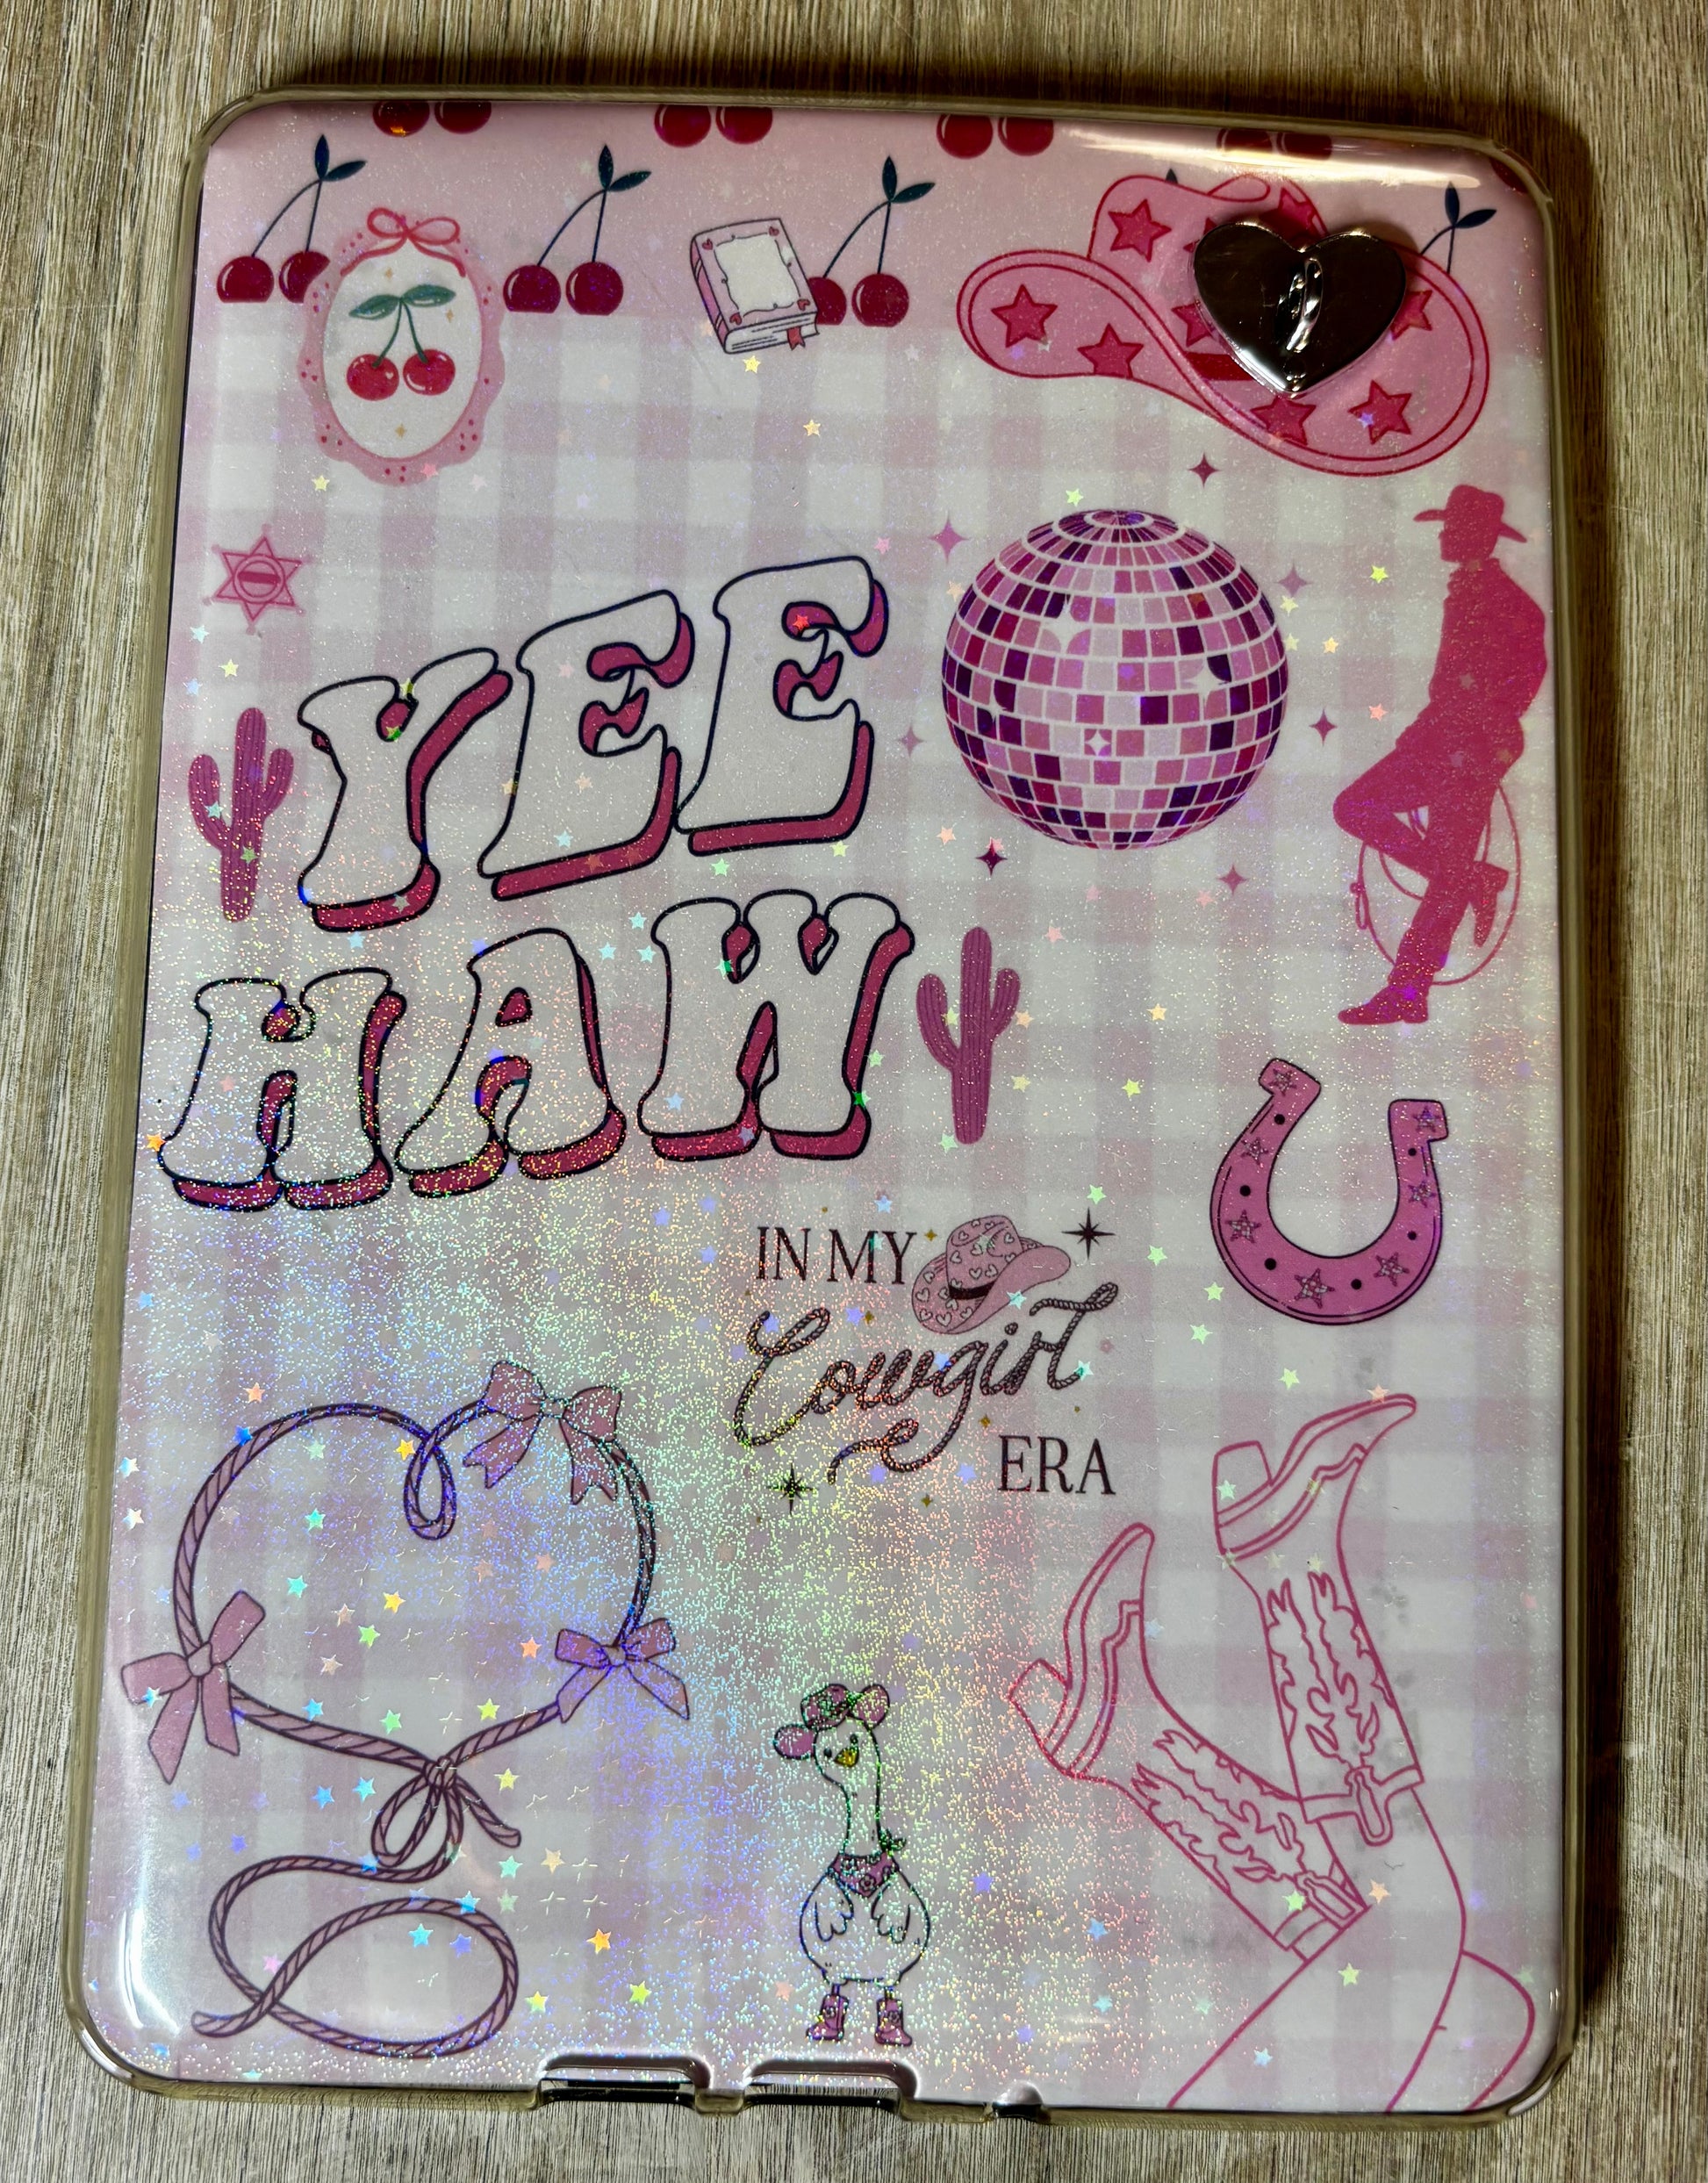 YEE
HAW
IN MY
Cowgirl
ERA